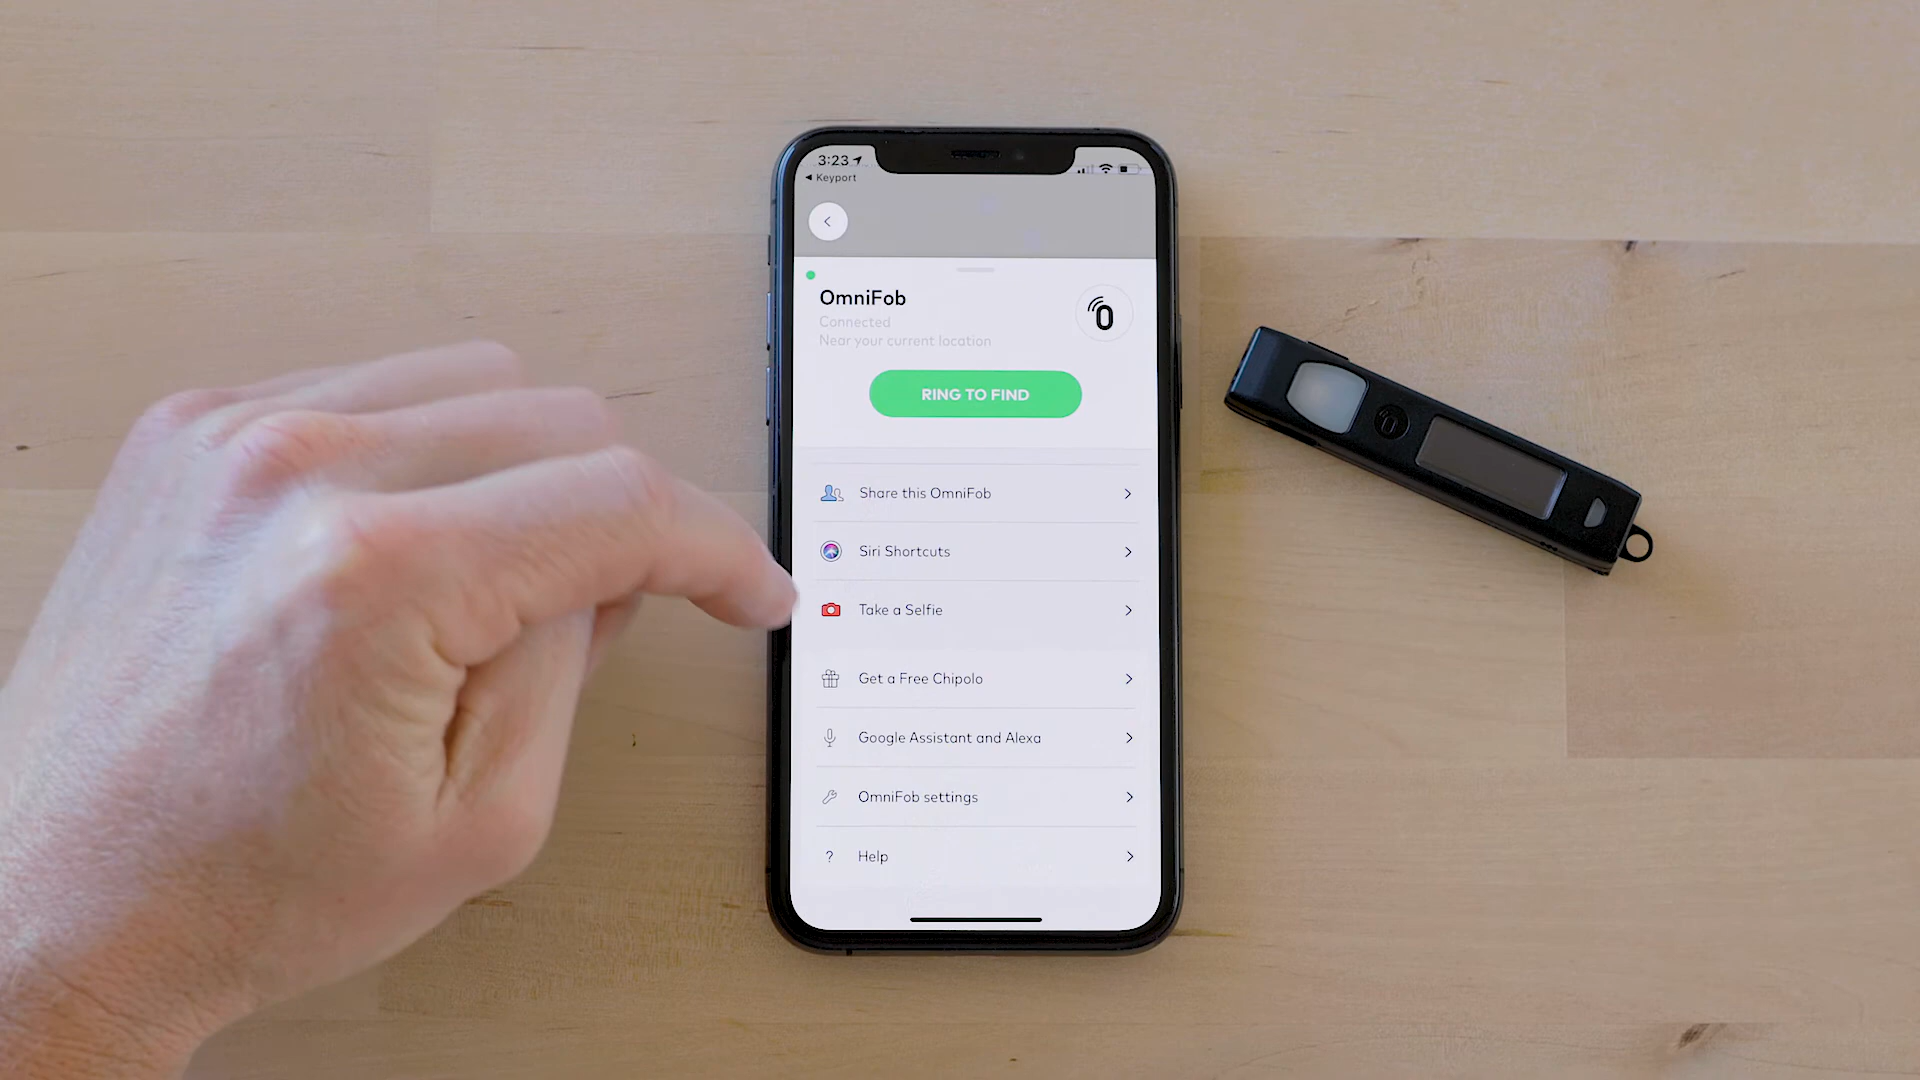 3:23
◀ Keyport
OmniFob
Connected
Near your current location
RING TO FIND
Share this OmniFob
Siri Shortcuts
Take a Selfie
Get a Free Chipolo
Google Assistant and Alexa
OmniFob settings
? Help